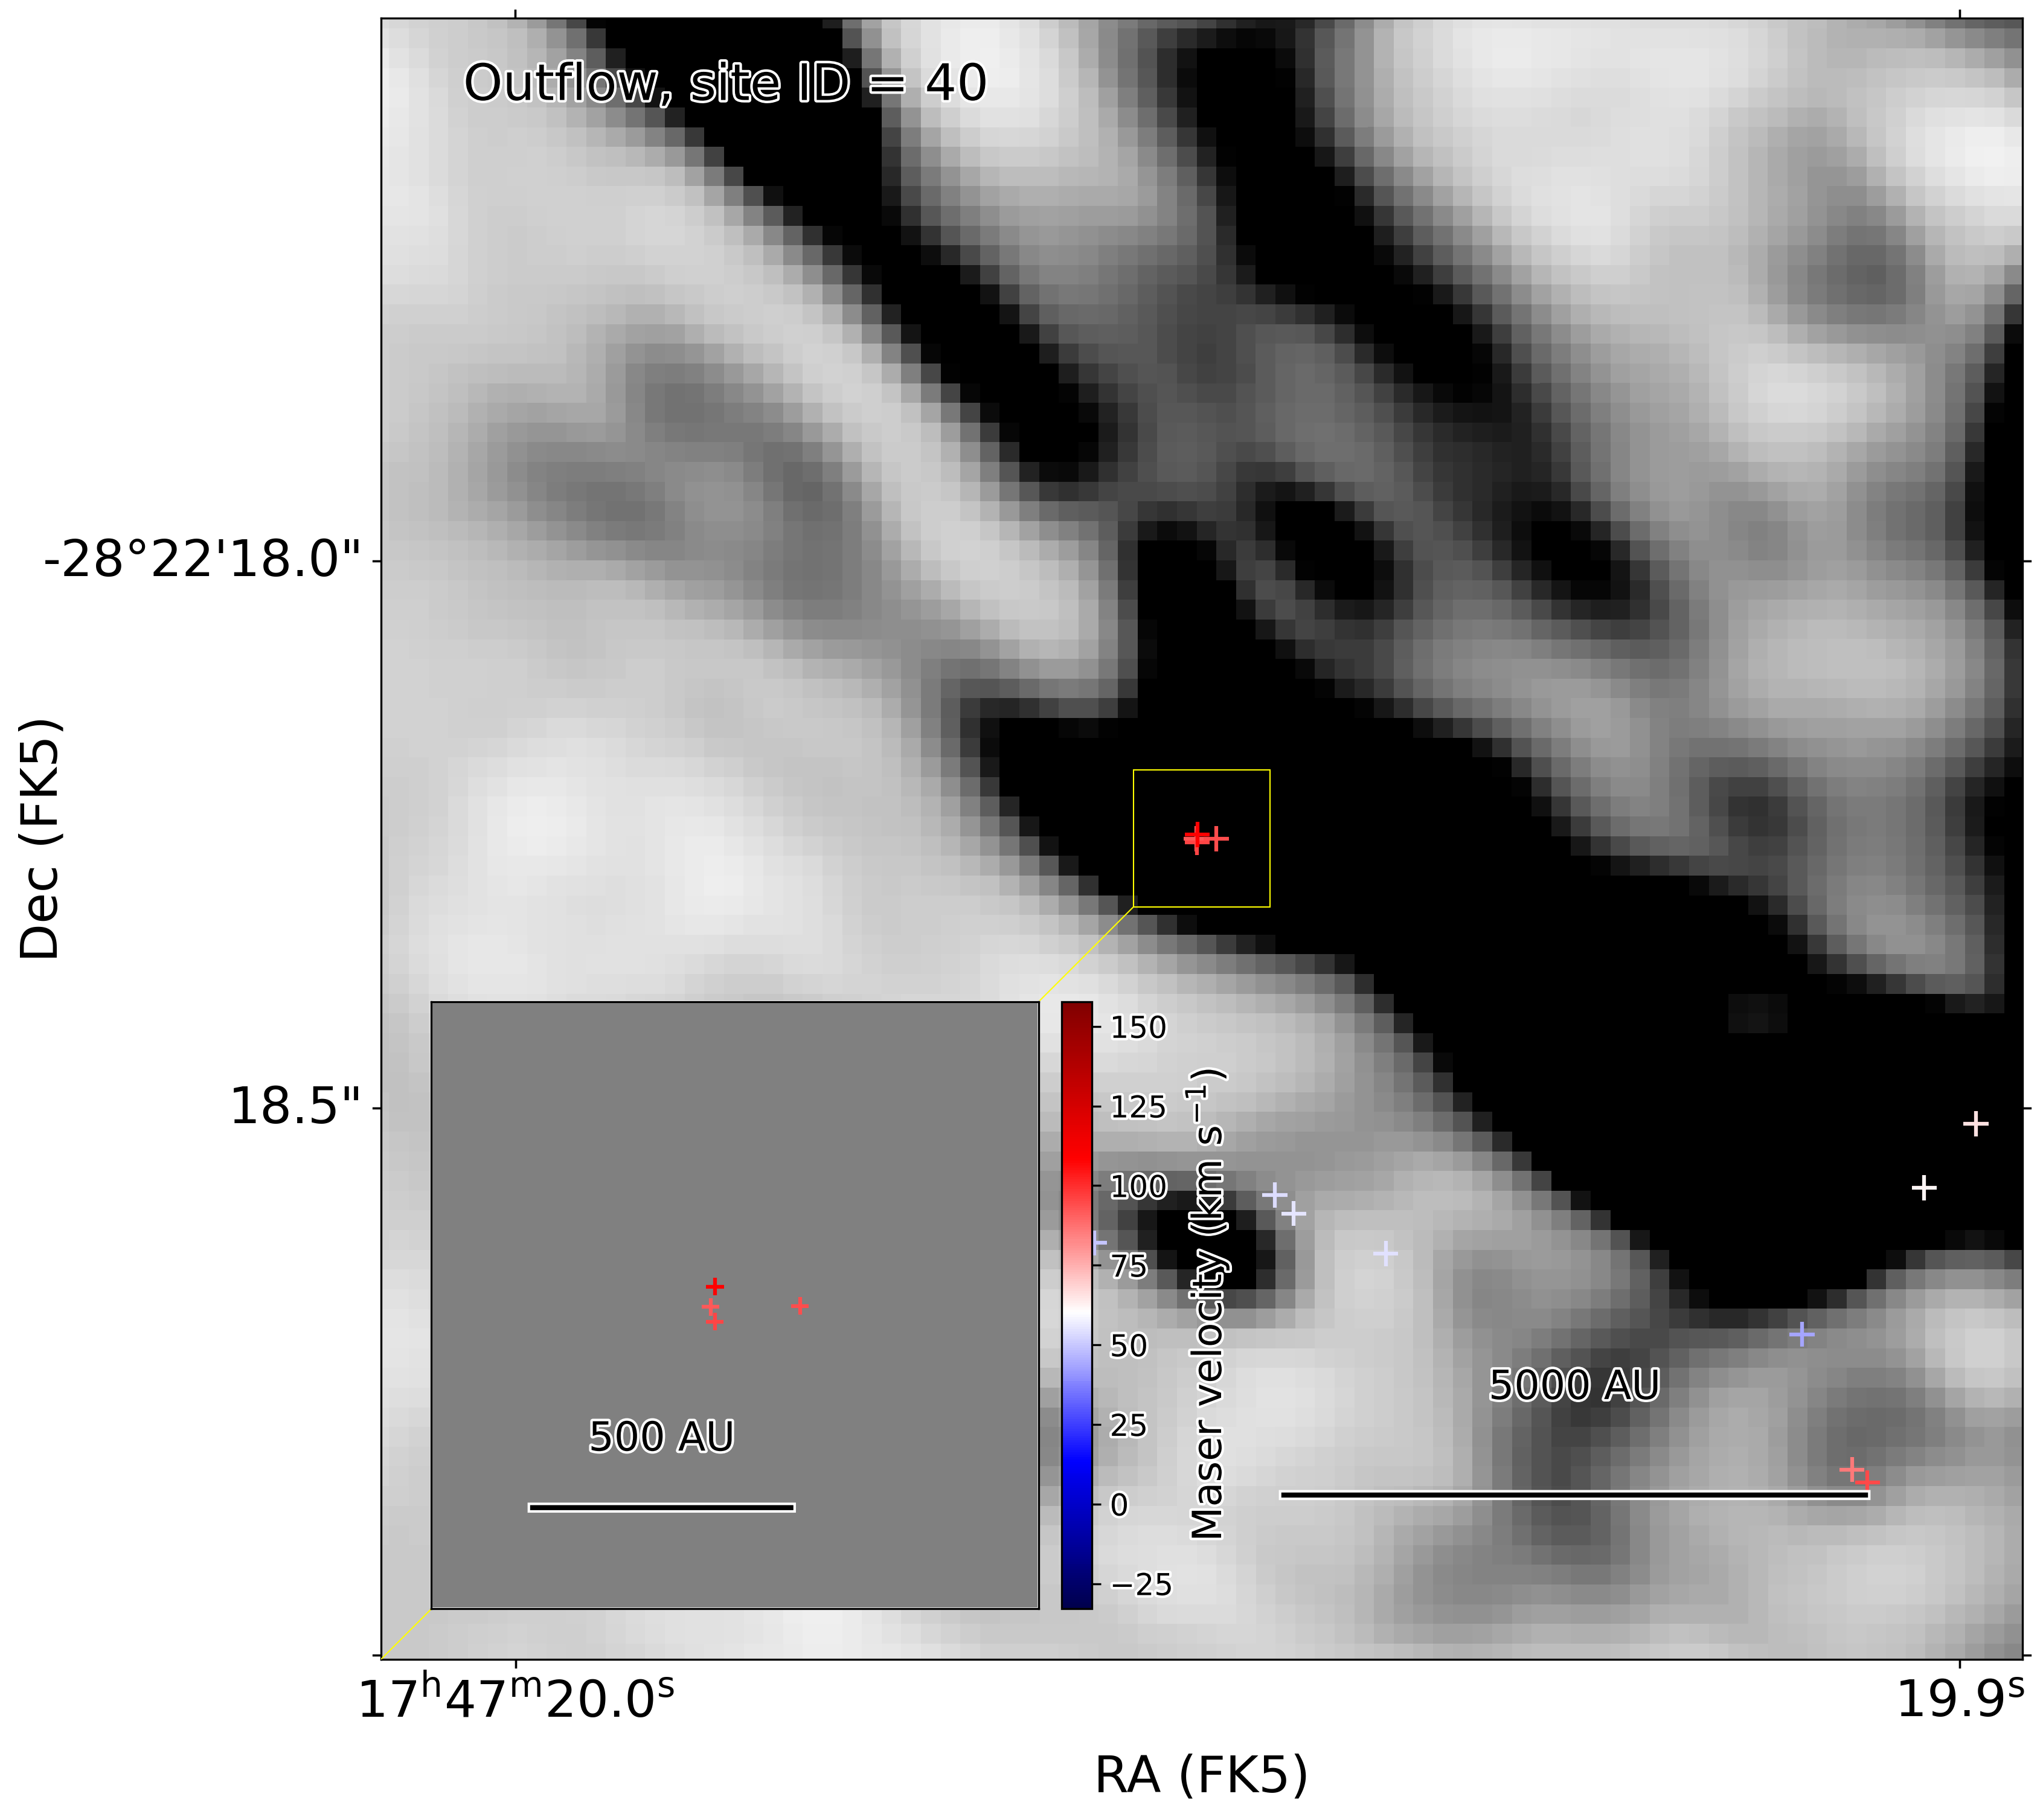 Outflow, site ID = 40
Dec (FK5)
-28°22'18.0"
18.5"
500 AU
150
125
100
75
50
25
0
−25
Maser velocity (km s⁻¹)
5000 AU
17ʰ47ᵐ20.0ˢ
19.9ˢ
RA (FK5)